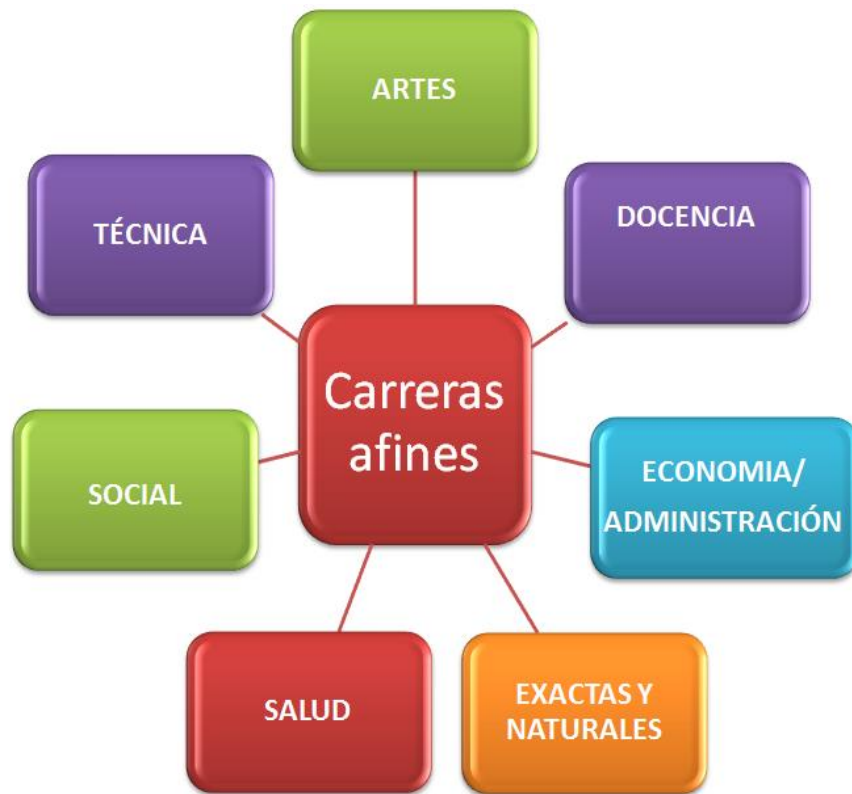 ARTES
TÉCNICA
DOCENCIA
Carreras
afines
SOCIAL
ECONOMIA/
ADMINISTRACIÓN
SALUD
EXACTAS Y
NATURALES